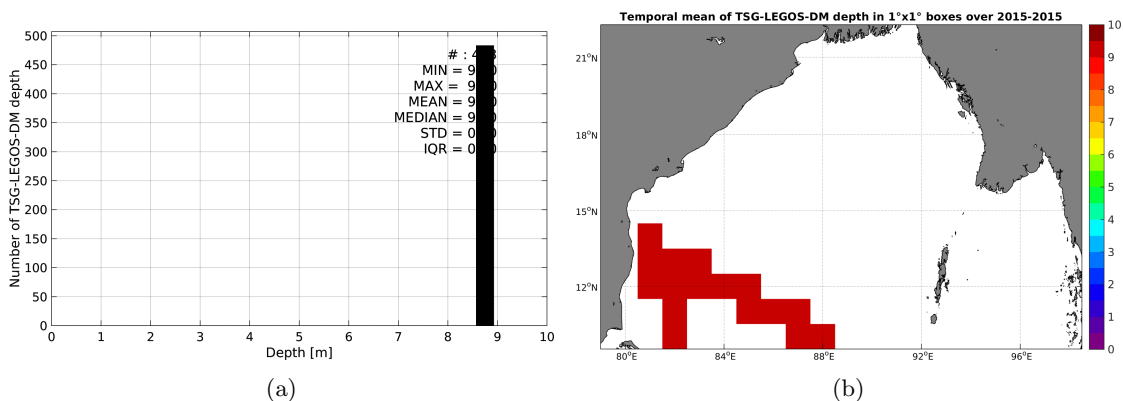 500
450
400
350
300
250
200
150
100
50
0
Number of TSG-LEGOS-DM depth
# :
MIN = 9
MAX = 9
MEAN = 9
MEDIAN = 9
STD = 0
IQR = 0
0 1 2 3 4 5 6 7 8 9 10
Depth [m]
(a)
Temporal mean of TSG-LEGOS-DM depth in 1°x1° boxes over 2015-2015
21°N
18°N
15°N
12°N
80°E 84°E 88°E 92°E 96°E
10
9
8
7
6
5
4
3
2
1
0
(b)